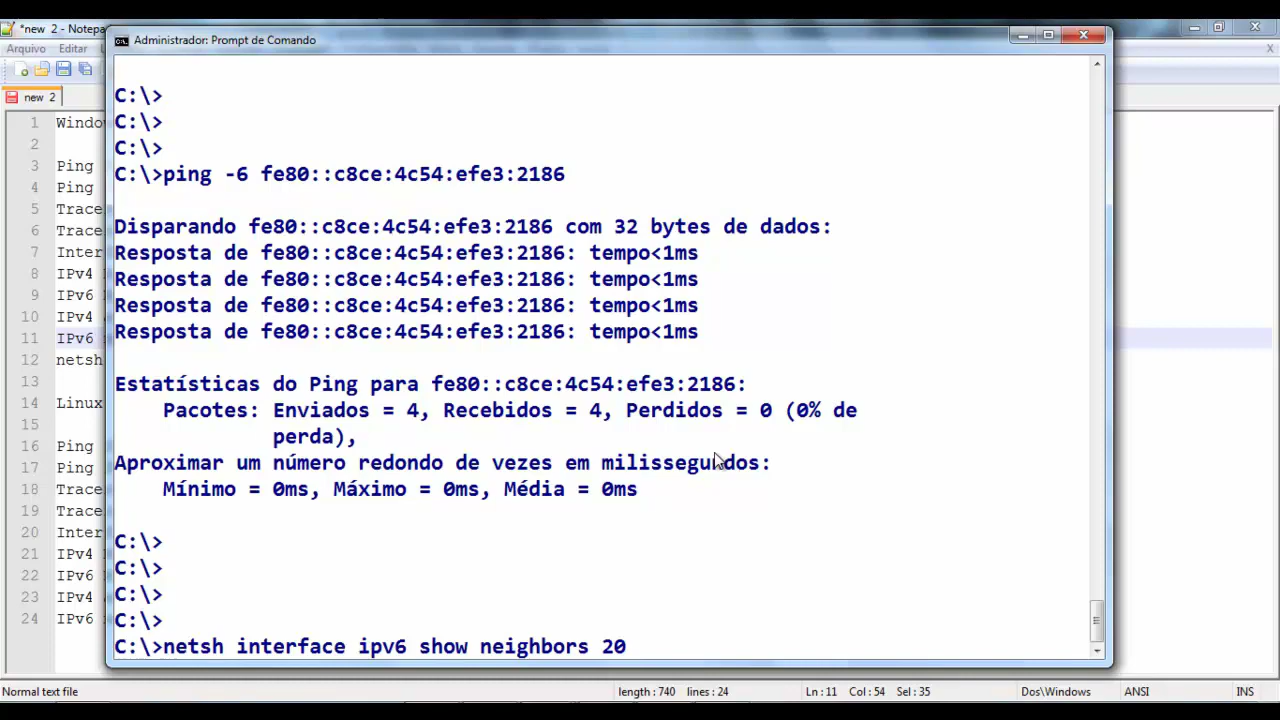 *new 2 - Notepa
Administrador: Prompt de Comando
Arquivo Editar
new 2
C:\>
C:\>
C:\>
C:\>ping -6 fe80::c8ce:4c54:efe3:2186
Disparando fe80::c8ce:4c54:efe3:2186 com 32 bytes de dados:
Resposta de fe80::c8ce:4c54:efe3:2186: tempo<1ms
Resposta de fe80::c8ce:4c54:efe3:2186: tempo<1ms
Resposta de fe80::c8ce:4c54:efe3:2186: tempo<1ms
Resposta de fe80::c8ce:4c54:efe3:2186: tempo<1ms
Estatísticas do Ping para fe80::c8ce:4c54:efe3:2186:
Pacotes: Enviados = 4, Recebidos = 4, Perdidos = 0 (0% de
perda),
Aproximar um número redondo de vezes em milissegundos:
Mínimo = 0ms, Máximo = 0ms, Média = 0ms
C:\>
C:\>
C:\>
C:\>
C:\>netsh interface ipv6 show neighbors 20
1 Windo
2
3 Ping
4 Ping
5 Trace
6 Trace
7 Inter
8 IPv4
9 IPv6
10 IPv4
11 IPv6
12 netsh
13
14 Linux
15
16 Ping
17 Ping
18 Trace
19 Trace
20 Inter
21 IPv4
22 IPv6
23 IPv4
24 IPv6
Normal text file length : 740 lines : 24 Ln : 11 Col : 54 Sel : 35 Dos\Windows ANSI INS